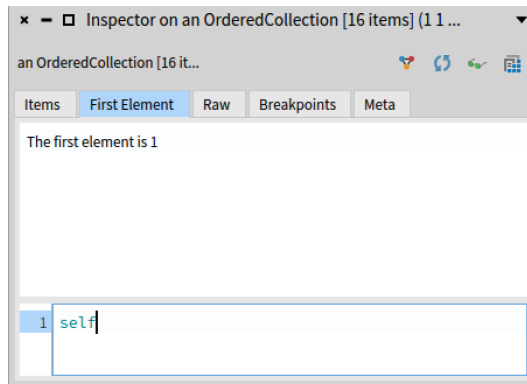 Inspector on an OrderedCollection [16 items] (1 1 ...
an OrderedCollection [16 it...
Items First Element Raw Breakpoints Meta
The first element is 1
1 self